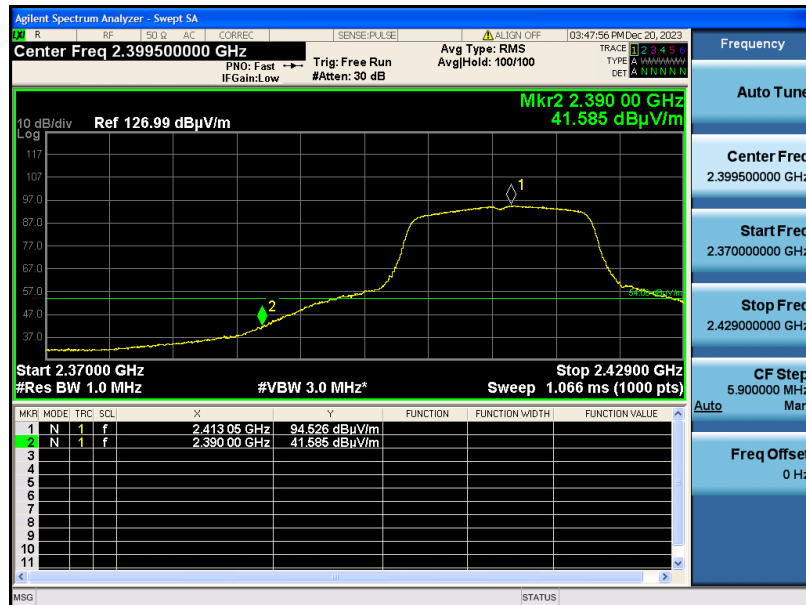 Agilent Spectrum Analyzer - Swept SA
LXI R RF 50 Ω AC CORREC SENSE:PULSE ALIGN OFF 03:47:56 PM Dec 20, 2023
Center Freq 2.399500000 GHz
PNO: Fast
IFGain:Low
Trig: Free Run
#Atten: 30 dB
Avg Type: RMS
Avg|Hold: 100/100
TRACE 1 2 3 4 5 6
TYPE A WWWWW
DET A N N N N N
Mkr2 2.390 00 GHz
41.585 dBµV/m
10 dB/div Ref 126.99 dBµV/m
Log
117
107
97.0
87.0
77.0
67.0
57.0
47.0
37.0
1
2
Start 2.37000 GHz Stop 2.42900 GHz
#Res BW 1.0 MHz #VBW 3.0 MHz* Sweep 1.066 ms (1000 pts)
MKR MODE TRC SCL X Y FUNCTION FUNCTION WIDTH FUNCTION VALUE
1 N 1 f 2.413 05 GHz 94.526 dBµV/m
2 N 1 f 2.390 00 GHz 41.585 dBµV/m
3
4
5
6
7
8
9
10
11
MSG STATUS
Frequency
Auto Tune
Center Freq
2.399500000 GHz
Start Freq
2.370000000 GHz
Stop Freq
2.429000000 GHz
CF Step
5.900000 MHz
Auto Man
Freq Offset
0 Hz